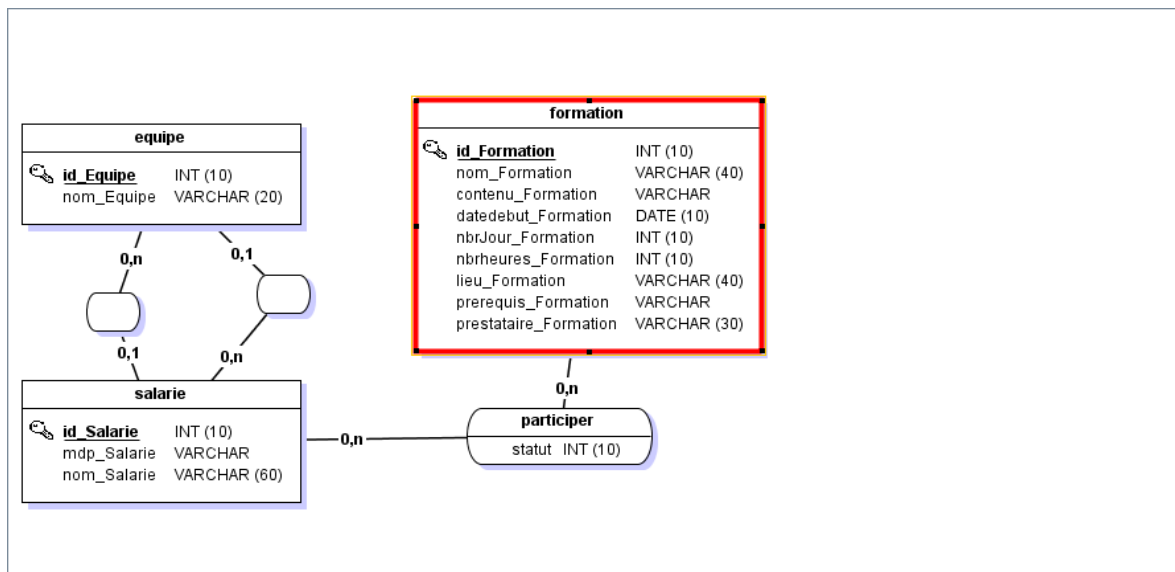 equipe
id_Equipe INT (10)
nom_Equipe VARCHAR (20)
formation
id_Formation INT (10)
nom_Formation VARCHAR (40)
contenu_Formation VARCHAR
datedebut_Formation DATE (10)
nbrJour_Formation INT (10)
nbrheures_Formation INT (10)
lieu_Formation VARCHAR (40)
prerequis_Formation VARCHAR
prestataire_Formation VARCHAR (30)
0,n
0,1
0,1
0,n
0,n
salarie
id_Salarie INT (10)
mdp_Salarie VARCHAR
nom_Salarie VARCHAR (60)
0,n
participer
statut INT (10)